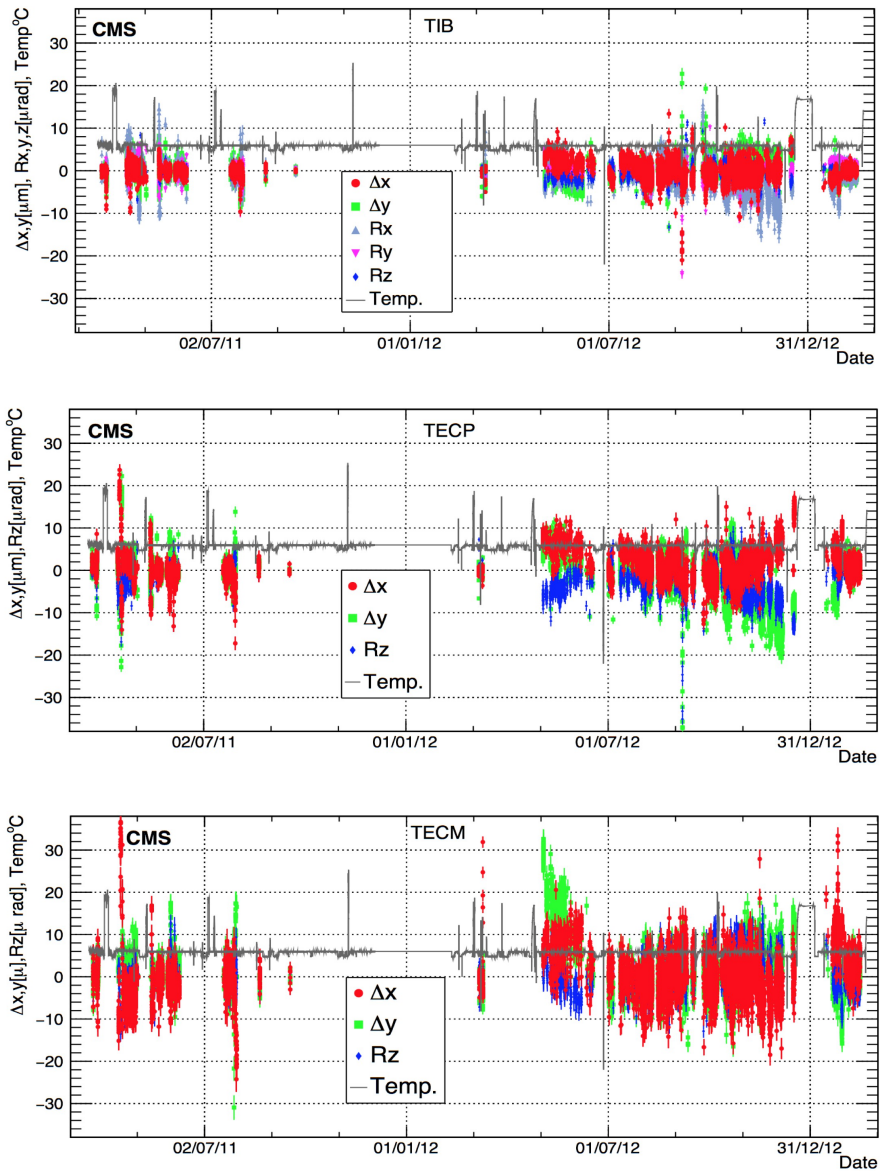 CMS TIB
Δx,y[μm], Rx,y,z[μrad], Temp°C
30
20
10
0
−10
−20
−30
Δx
Δy
Rx
Ry
Rz
Temp.
02/07/11 01/01/12 01/07/12 31/12/12
Date
CMS TECP
Δx,y[μm],Rz[μrad], Temp°C
30
20
10
0
−10
−20
−30
Δx
Δy
Rz
Temp.
02/07/11 01/01/12 01/07/12 31/12/12
Date
CMS TECM
Δx,y[μ],Rz[μ rad], Temp°C
30
20
10
0
−10
−20
−30
Δx
Δy
Rz
Temp.
02/07/11 01/01/12 01/07/12 31/12/12
Date